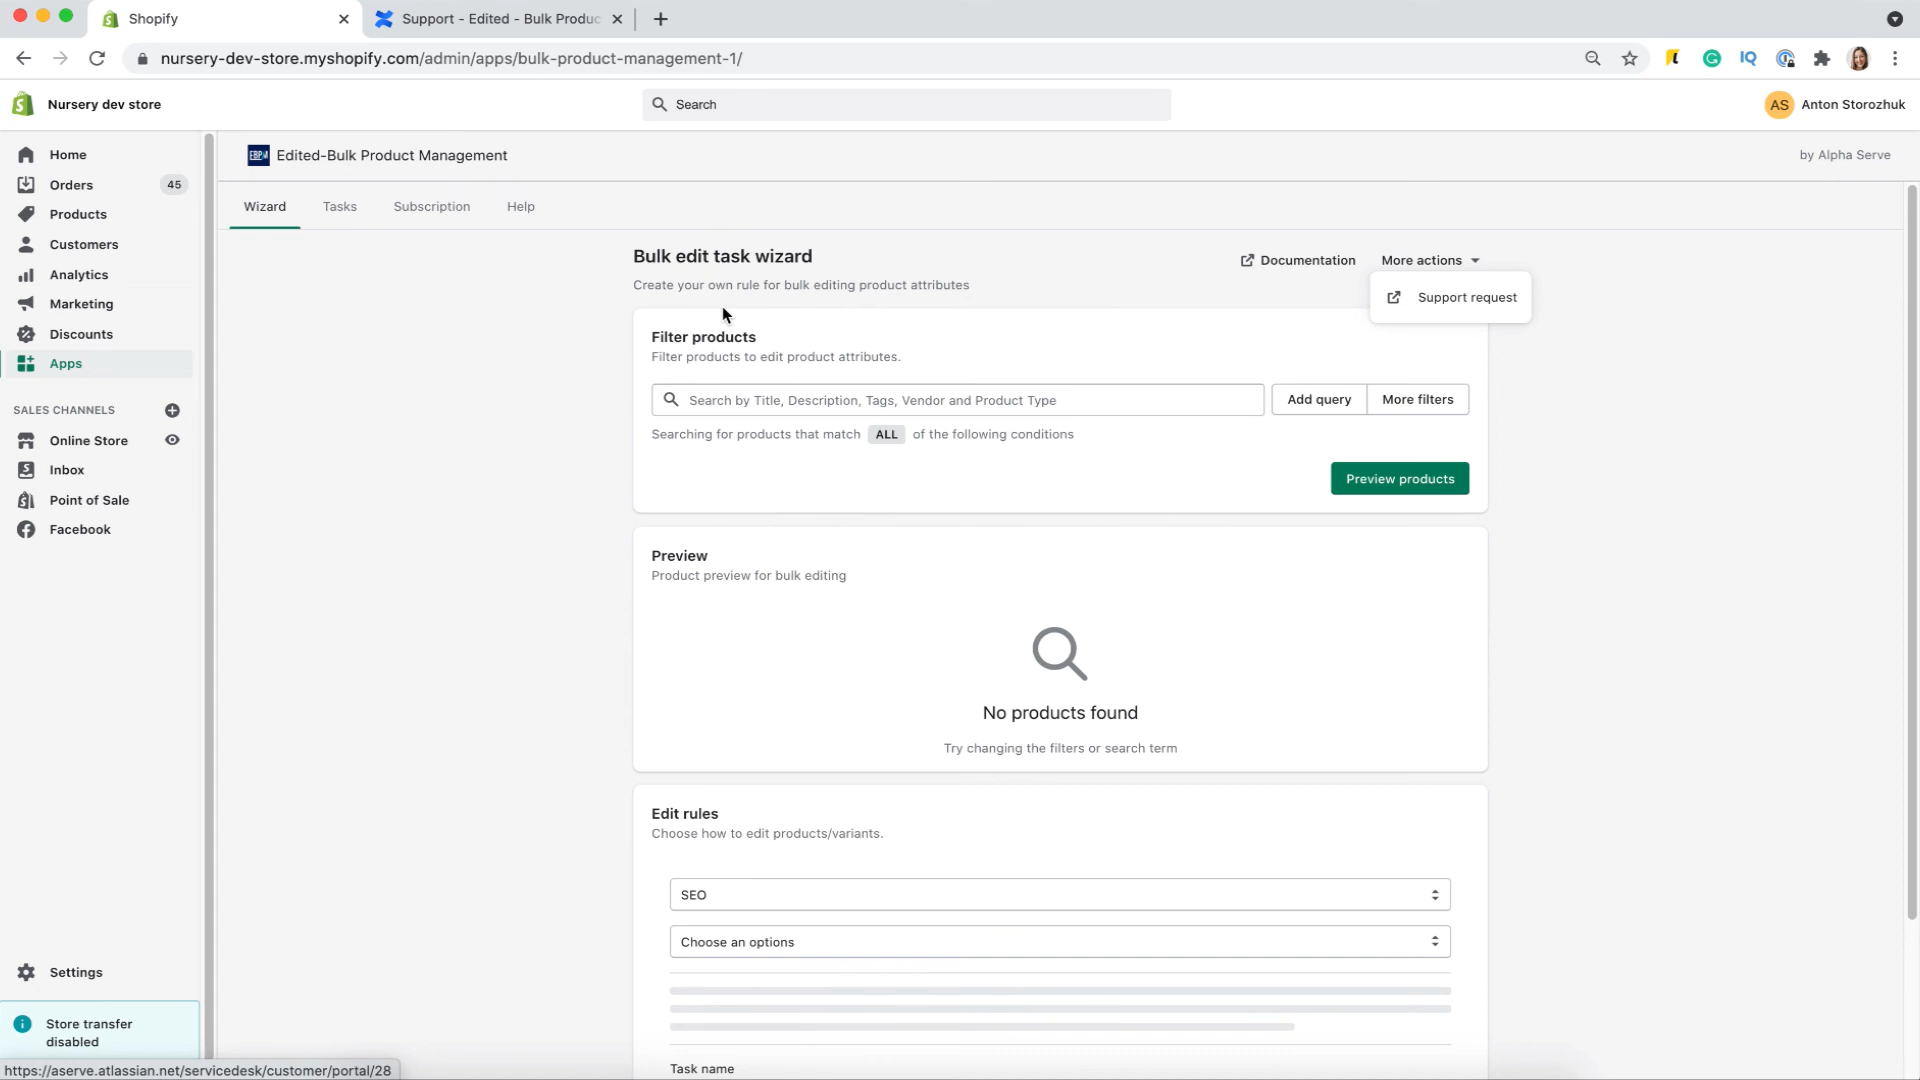 Shopify
Support - Edited - Bulk Produc
nursery-dev-store.myshopify.com/admin/apps/bulk-product-management-1/
Nursery dev store
Search
AS
Anton Storozhuk
Home
Orders
45
Products
Customers
Analytics
Marketing
Discounts
Apps
SALES CHANNELS
Online Store
Inbox
Point of Sale
Facebook
Settings
Store transfer
disabled
https://aserve.atlassian.net/servicedesk/customer/portal/28
EBPM
Edited-Bulk Product Management
by Alpha Serve
Wizard
Tasks
Subscription
Help
Bulk edit task wizard
Create your own rule for bulk editing product attributes
Documentation
More actions
Support request
Filter products
Filter products to edit product attributes.
Search by Title, Description, Tags, Vendor and Product Type
Add query
More filters
Searching for products that match ALL of the following conditions
Preview products
Preview
Product preview for bulk editing
No products found
Try changing the filters or search term
Edit rules
Choose how to edit products/variants.
SEO
Choose an options
Task name